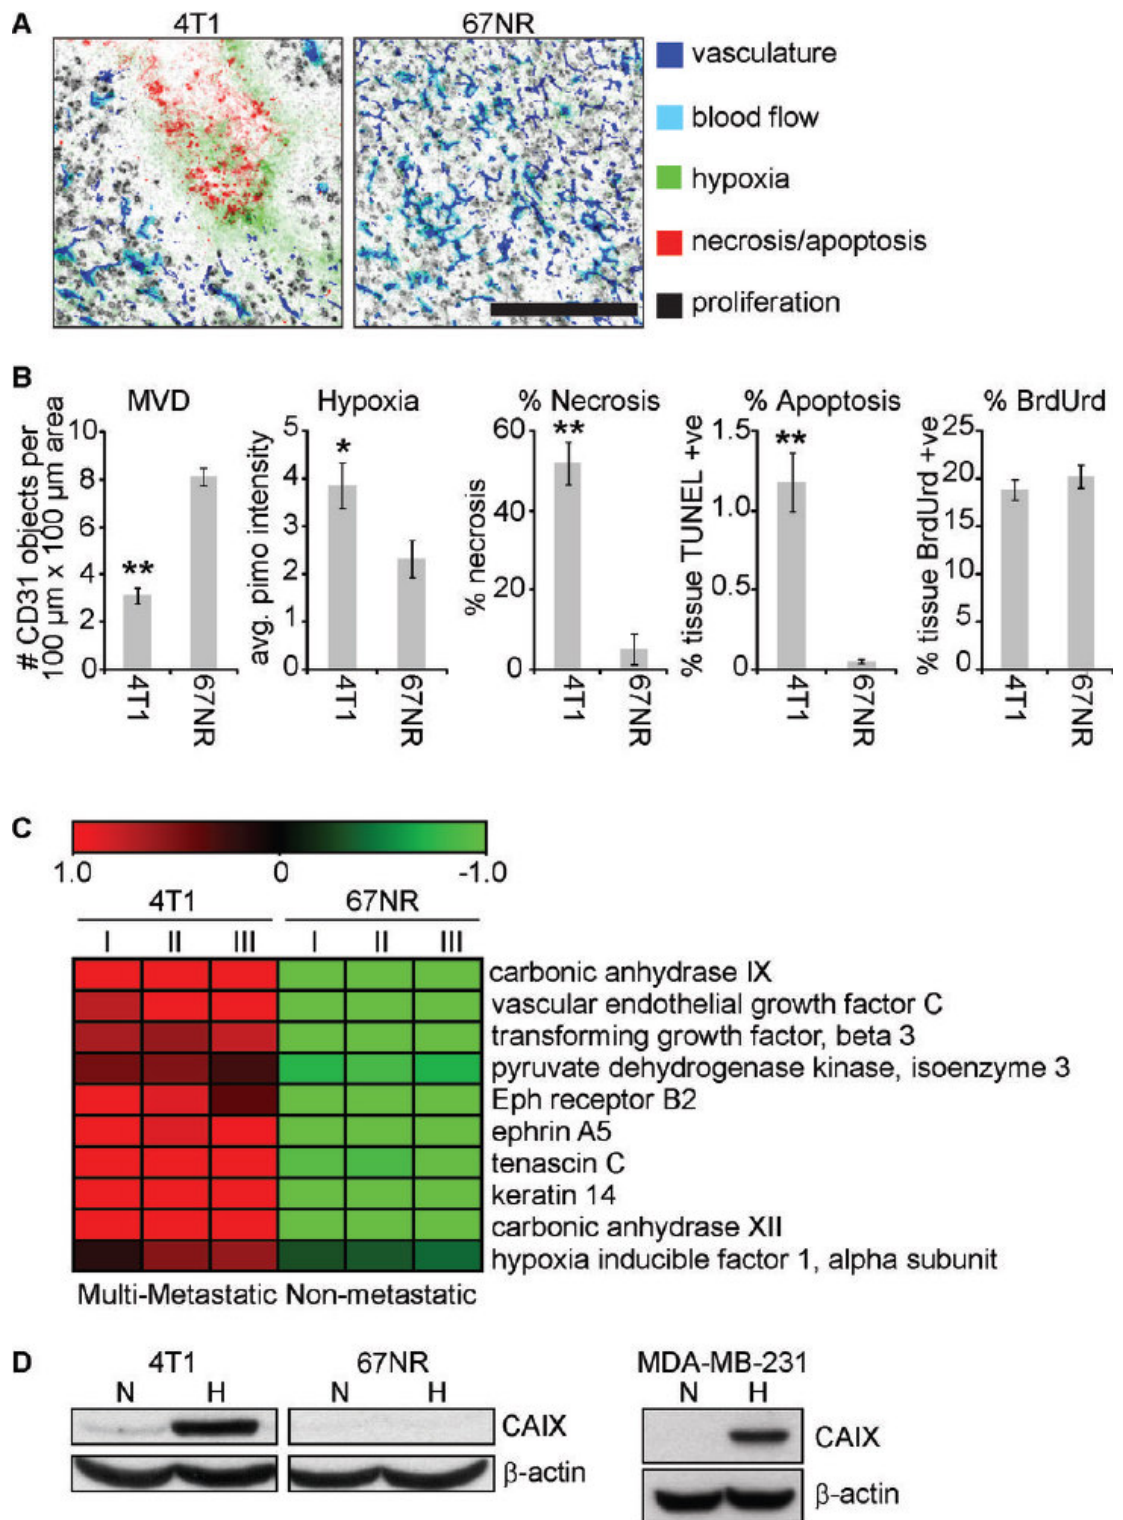 A
4T1
67NR
vasculature
blood flow
hypoxia
necrosis/apoptosis
proliferation
B
MVD
# CD31 objects per
100 µm x 100 µm area
10
8
6
4
2
0
**
4T1
67NR
Hypoxia
avg. pimo intensity
5
4
3
2
1
0
*
4T1
67NR
% Necrosis
% necrosis
60
40
20
0
**
4T1
67NR
% Apoptosis
% tissue TUNEL +ve
1.5
1.0
0.5
0
**
4T1
67NR
% BrdUrd
% tissue BrdUrd +ve
25
20
15
10
5
0
4T1
67NR
C
1.0 0 -1.0
4T1 67NR
I II III I II III
carbonic anhydrase IX
vascular endothelial growth factor C
transforming growth factor, beta 3
pyruvate dehydrogenase kinase, isoenzyme 3
Eph receptor B2
ephrin A5
tenascin C
keratin 14
carbonic anhydrase XII
hypoxia inducible factor 1, alpha subunit
Multi-Metastatic Non-metastatic
D
4T1 67NR
N H N H
CAIX
β-actin
MDA-MB-231
N H
CAIX
β-actin